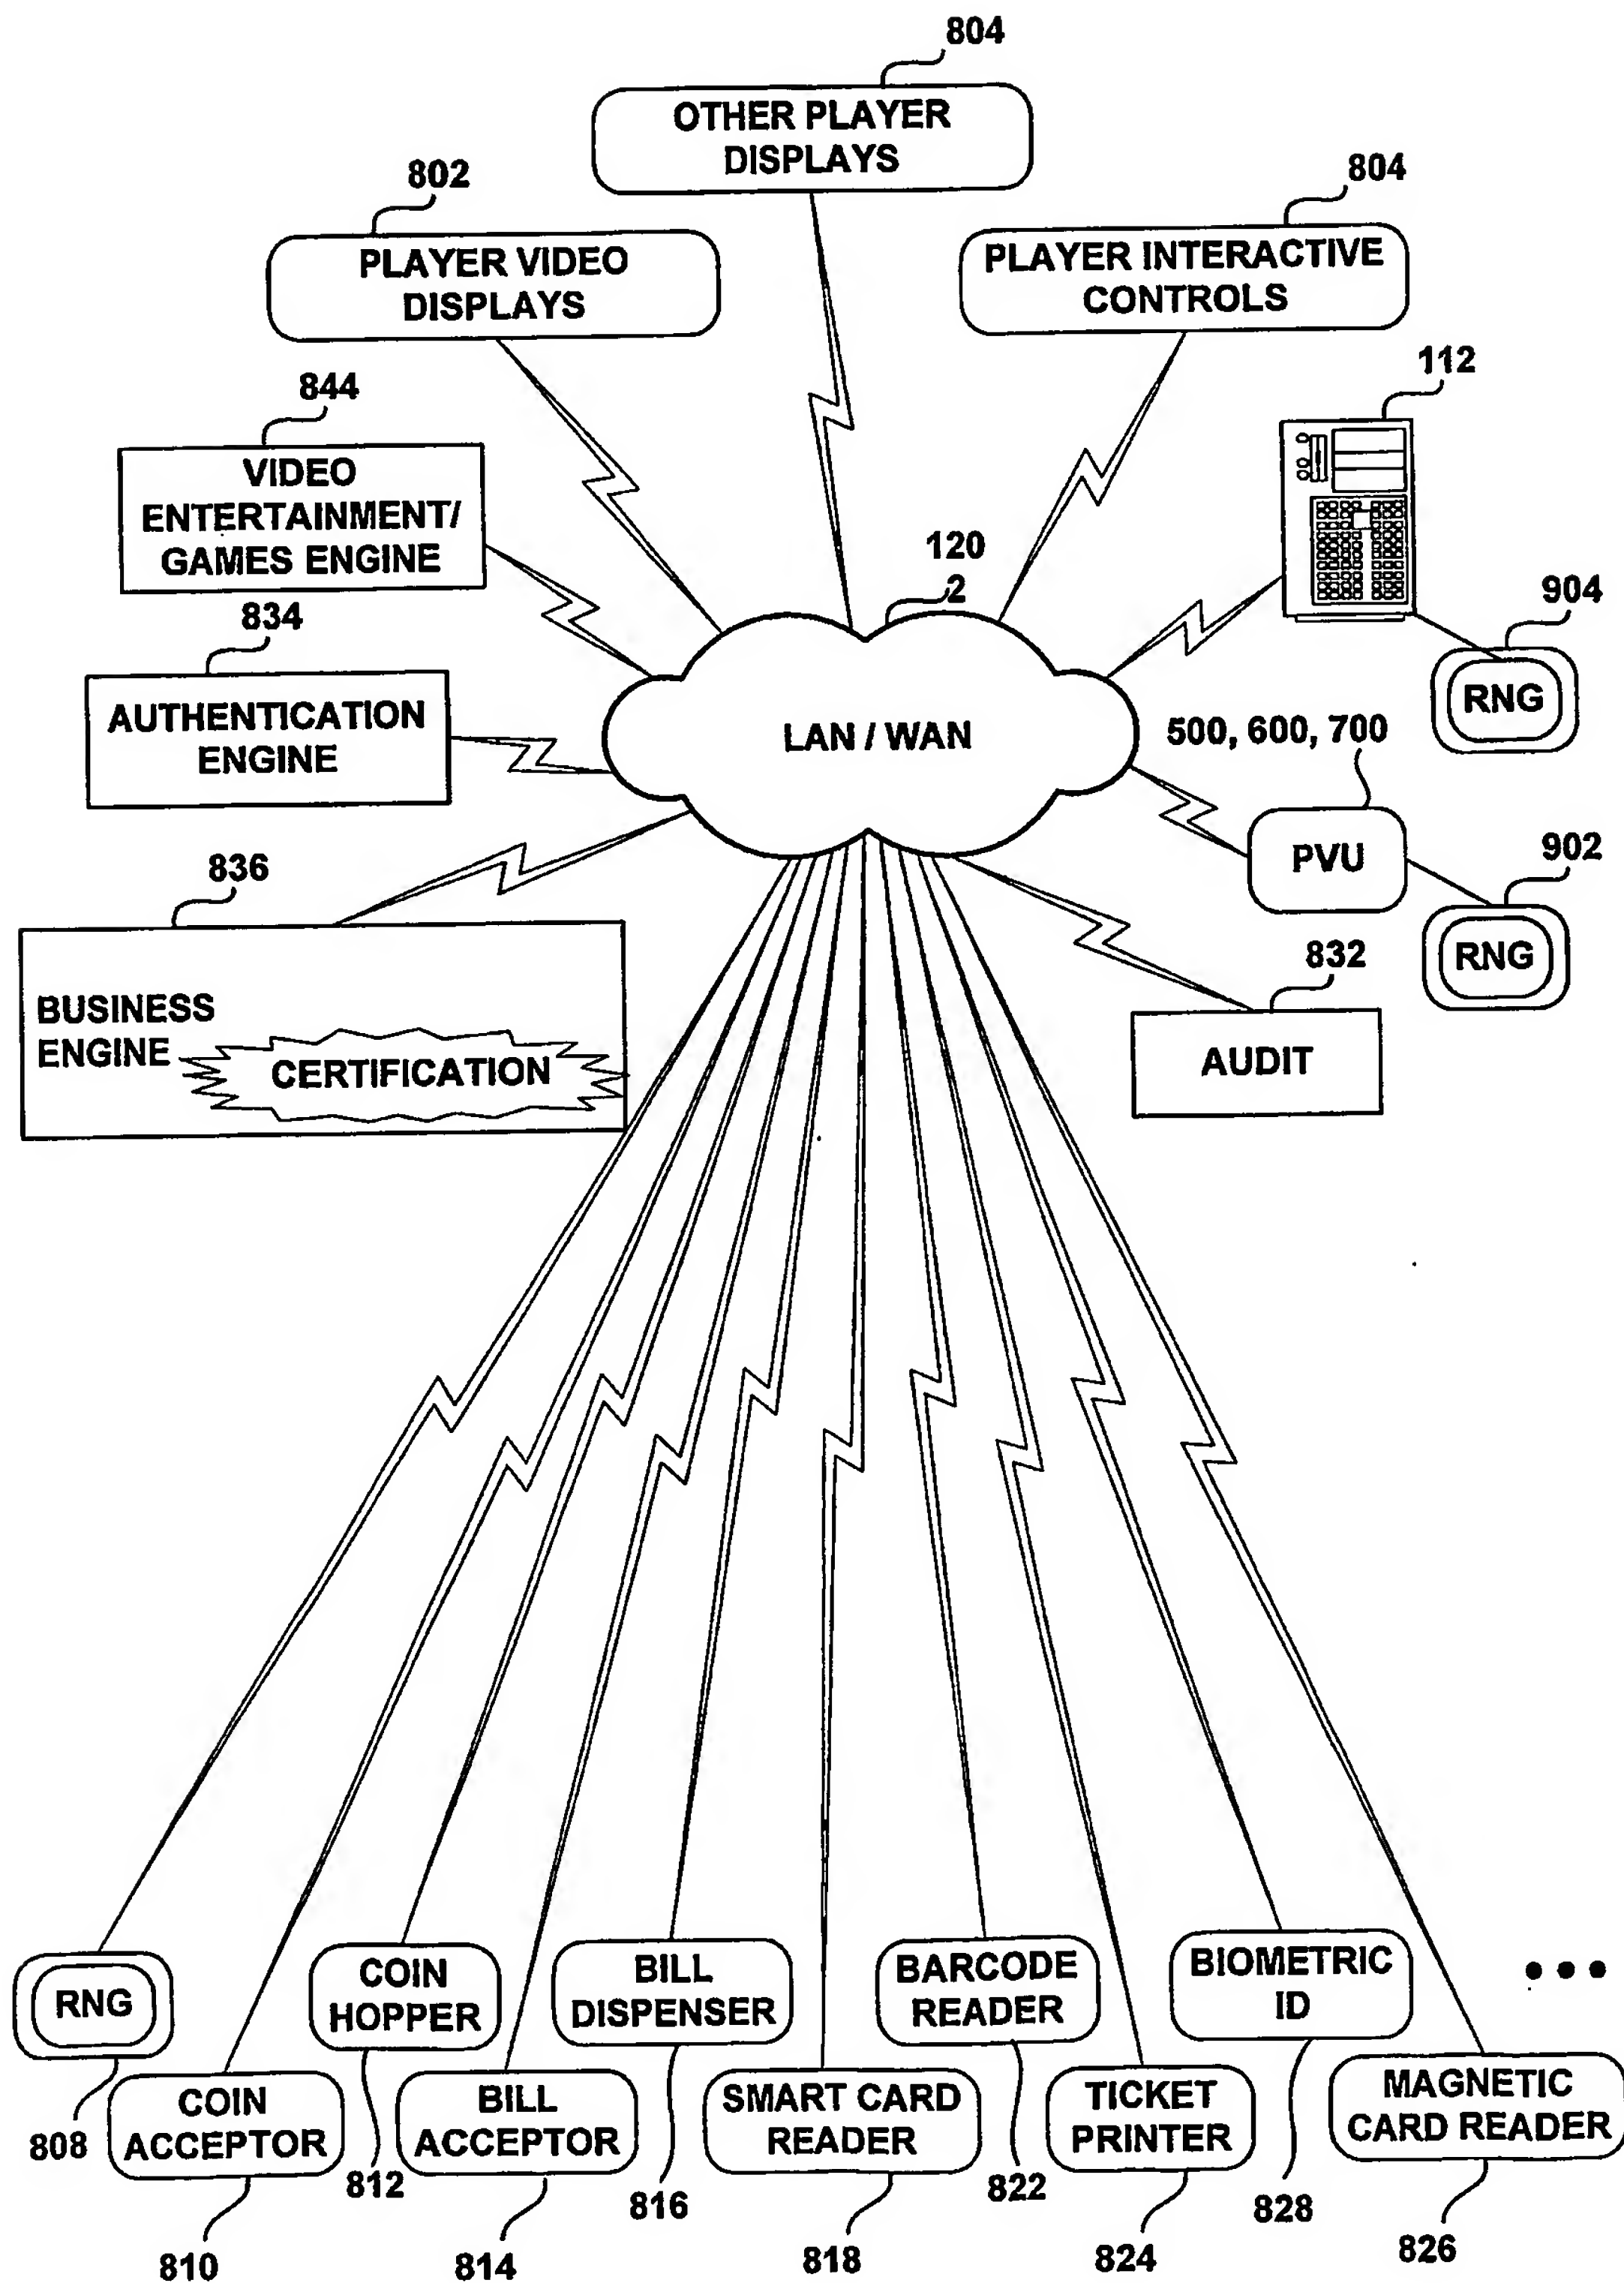 804
OTHER PLAYER
DISPLAYS
802
PLAYER VIDEO
DISPLAYS
804
PLAYER INTERACTIVE
CONTROLS
844
VIDEO
ENTERTAINMENT/
GAMES ENGINE
112
120
2
904
RNG
834
AUTHENTICATION
ENGINE
LAN / WAN
500, 600, 700
PVU
902
RNG
836
BUSINESS
ENGINE
CERTIFICATION
832
AUDIT
RNG
808
COIN
ACCEPTOR
810
COIN
HOPPER
812
BILL
ACCEPTOR
814
BILL
DISPENSER
816
SMART CARD
READER
818
BARCODE
READER
822
TICKET
PRINTER
824
BIOMETRIC
ID
828
MAGNETIC
CARD READER
826
• • •